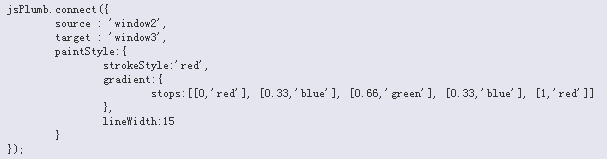 jsPlumb.connect({
source : 'window2',
target : 'window3',
paintStyle:{
strokeStyle:'red',
gradient:{
stops:[[0,'red'], [0.33,'blue'], [0.66,'green'], [0.33,'blue'], [1,'red']]
},
lineWidth:15
}
});